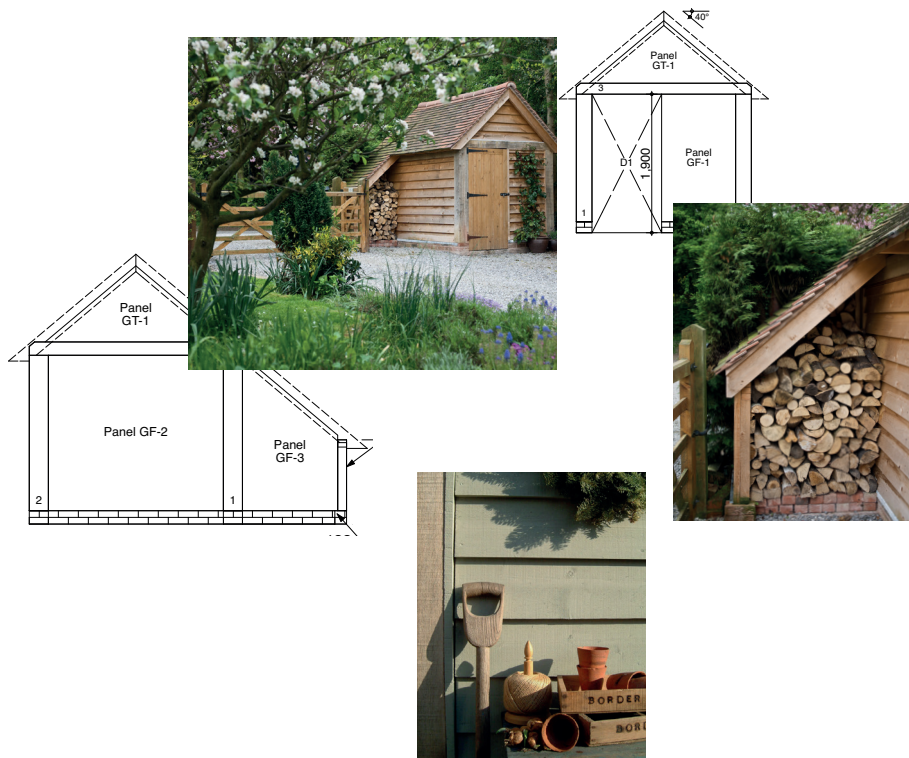 40°
Panel
GT-1
3
D1
1,900
Panel
GF-1
1
Panel
GT-1
Panel GF-2
Panel
GF-3
2
1
BORDER
BORD